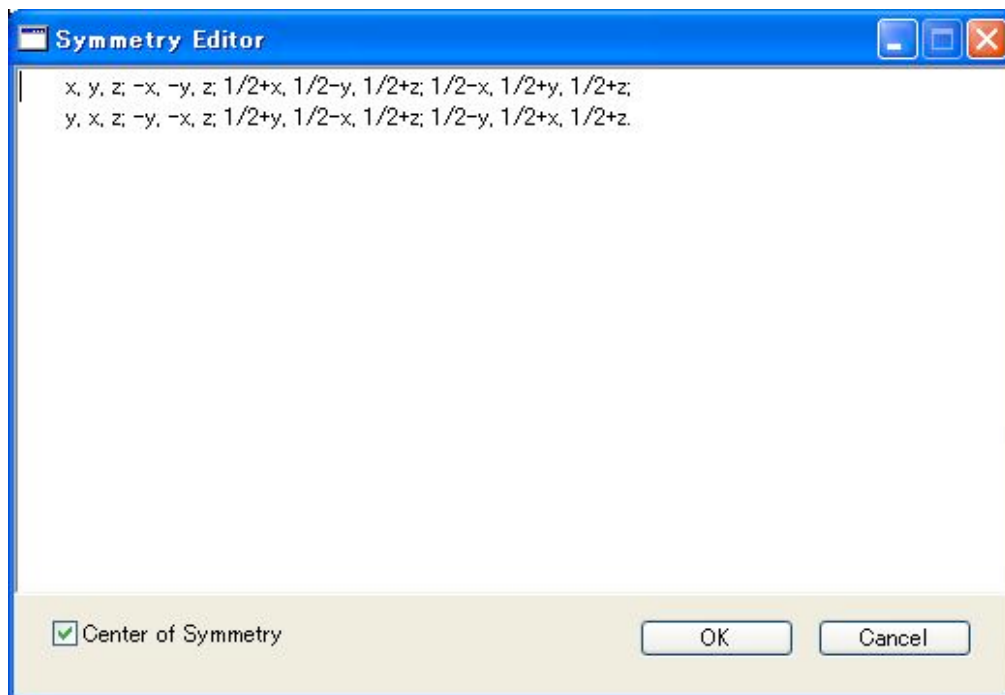 Symmetry Editor
x, y, z; -x, -y, z; 1/2+x, 1/2-y, 1/2+z; 1/2-x, 1/2+y, 1/2+z;
y, x, z; -y, -x, z; 1/2+y, 1/2-x, 1/2+z; 1/2-y, 1/2+x, 1/2+z.
Center of Symmetry
OK
Cancel